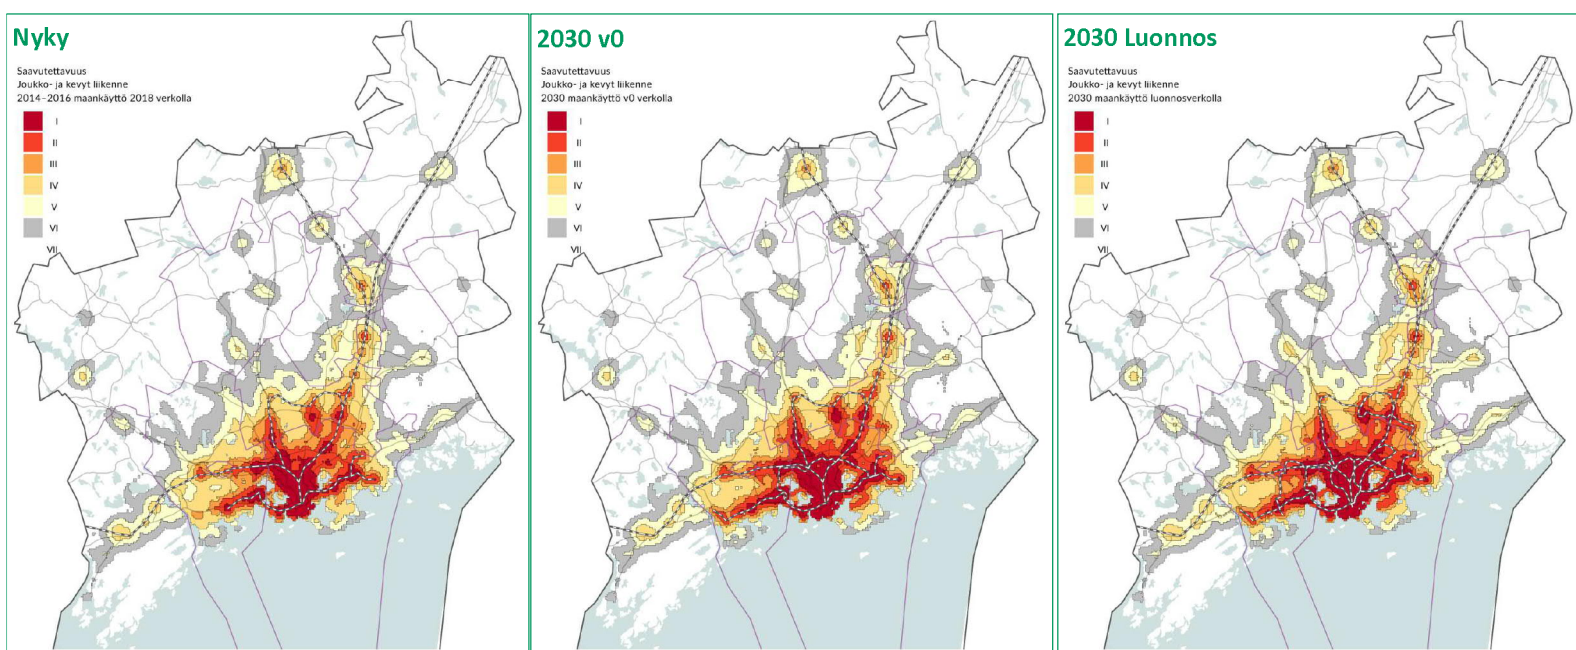 Nyky
Saavutettavuus
Joukko- ja kevyt liikenne
2014–2016 maankäyttö 2018 verkolla
I
II
III
IV
V
VI
VII
2030 v0
Saavutettavuus
Joukko- ja kevyt liikenne
2030 maankäyttö v0 verkolla
I
II
III
IV
V
VI
VII
2030 Luonnos
Saavutettavuus
Joukko- ja kevyt liikenne
2030 maankäyttö luonnosverkolla
I
II
III
IV
V
VI
VII